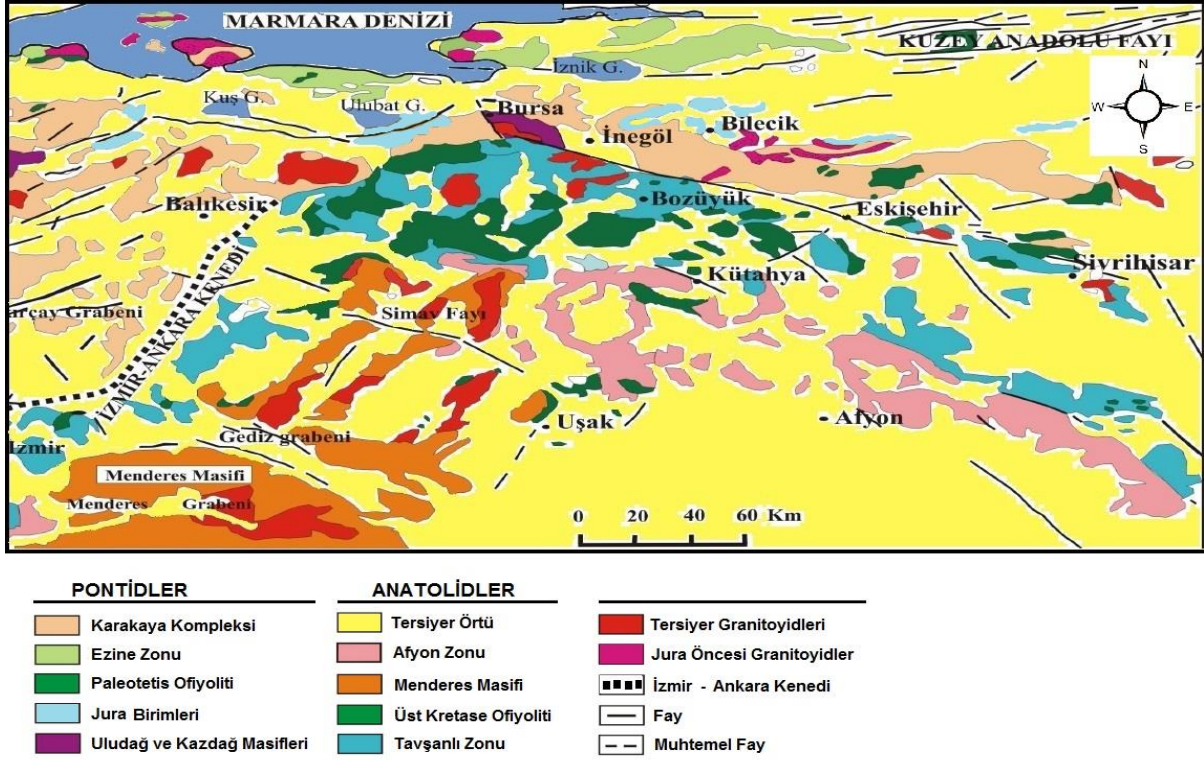 MARMARA DENİZİ
KUZEY ANADOLU FAYI
İznik G.
N
W E
S
Kuş G.
Ulubat G.
Bursa
İnegöl
Bilecik
Balıkesir
Bozüyük
Eskişehir
Sivrihisar
Kütahya
arçay Grabeni
Simav Fayı
İZMİR-ANKARA KENEDİ
Uşak
Afyon
Gediz grabeni
Izmir
Menderes Masifi
Menderes Grabeni
0 20 40 60 Km
PONTİDLER
Karakaya Kompleksi
Ezine Zonu
Paleotetis Ofiyoliti
Jura Birimleri
Uludağ ve Kazdağ Masifleri
ANATOLİDLER
Tersiyer Örtü
Afyon Zonu
Menderes Masifi
Üst Kretase Ofiyoliti
Tavşanlı Zonu
Tersiyer Granitoyidleri
Jura Öncesi Granitoyidler
İzmir - Ankara Kenedi
Fay
Muhtemel Fay